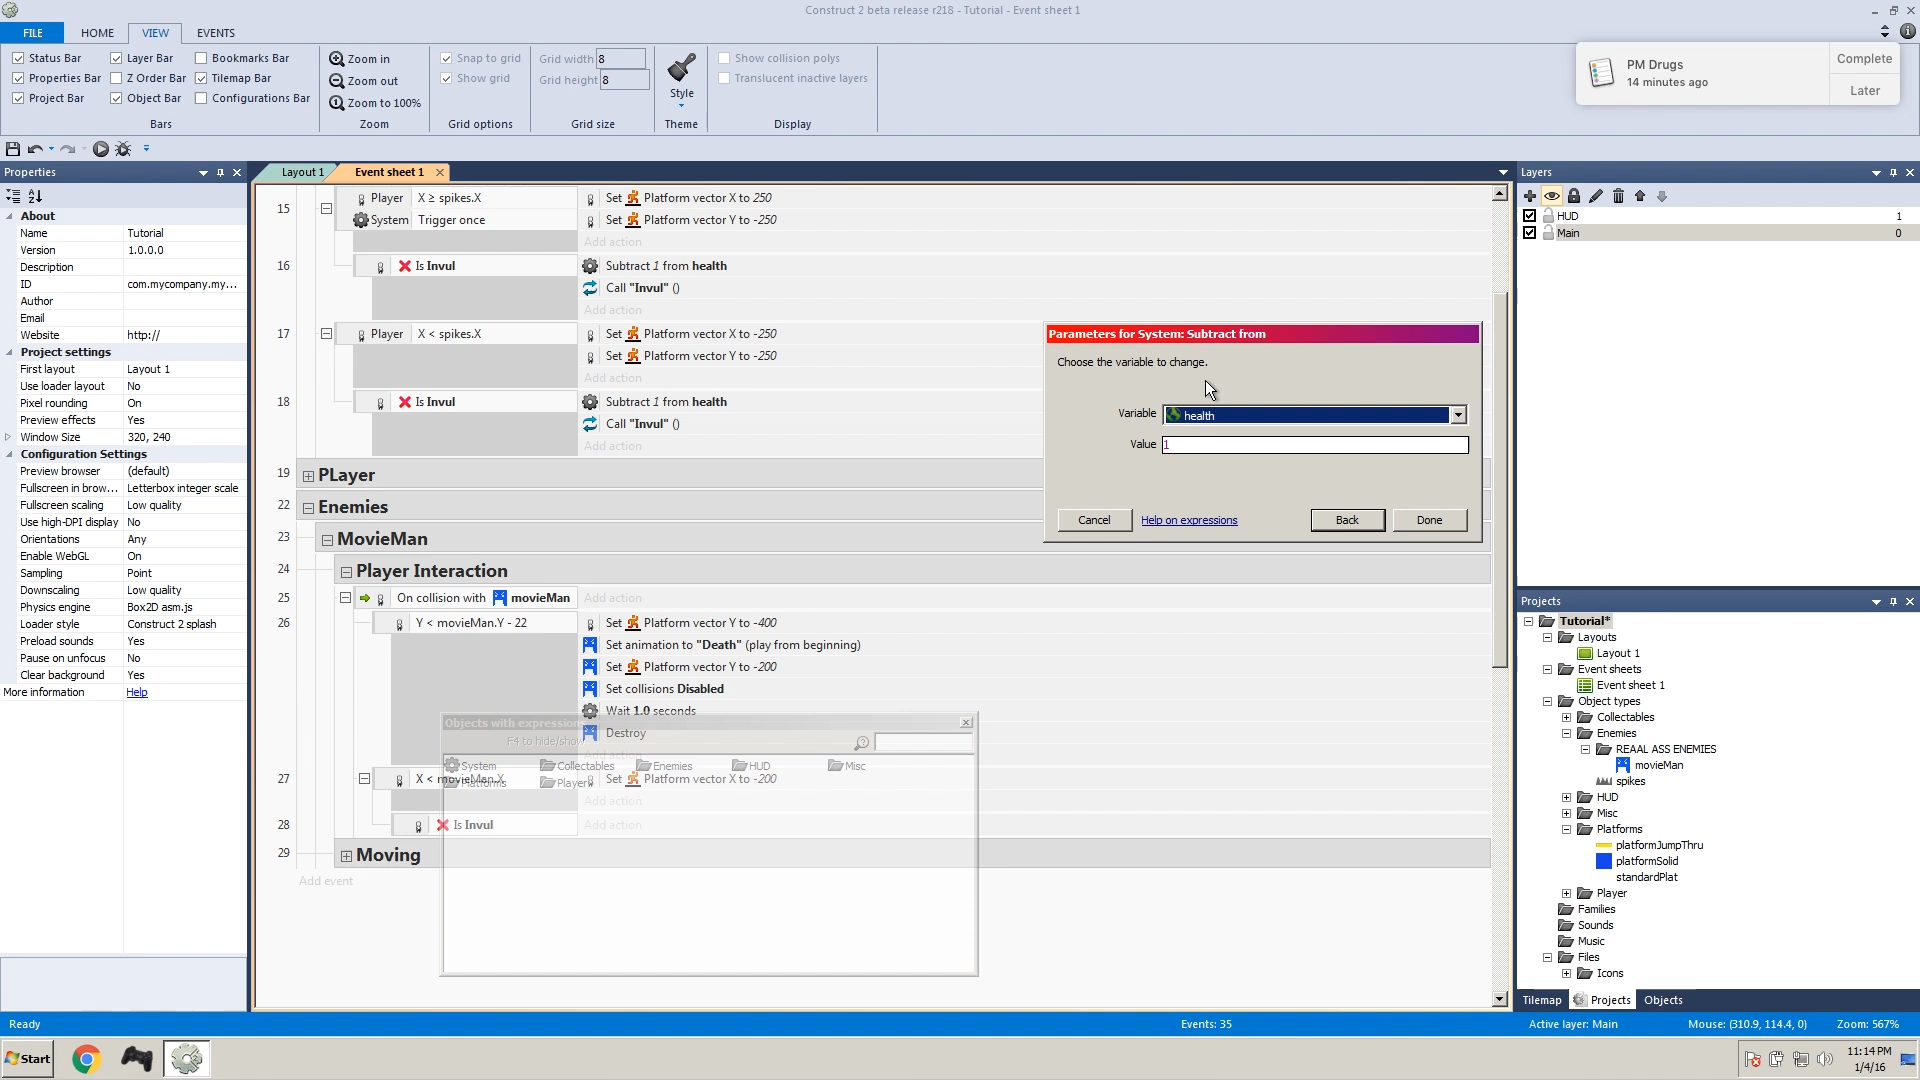 Construct 2 beta release r218 - Tutorial - Event sheet 1
FILE HOME VIEW EVENTS
Status Bar Layer Bar Bookmarks Bar
Properties Bar Z Order Bar Tilemap Bar
Project Bar Object Bar Configurations Bar
Bars
Zoom in
Zoom out
Zoom to 100%
Zoom
Snap to grid
Show grid
Grid options
Grid width 8
Grid height 8
Grid size
Style
Theme
Show collision polys
Translucent inactive layers
Display
PM Drugs
14 minutes ago
Complete
Later
Properties
About
Name Tutorial
Version 1.0.0.0
Description
ID com.mycompany.my...
Author
Email
Website http://
Project settings
First layout Layout 1
Use loader layout No
Pixel rounding On
Preview effects Yes
Window Size 320, 240
Configuration Settings
Preview browser (default)
Fullscreen in brow... Letterbox integer scale
Fullscreen scaling Low quality
Use high-DPI display No
Orientations Any
Enable WebGL On
Sampling Point
Downscaling Low quality
Physics engine Box2D asm.js
Loader style Construct 2 splash
Preload sounds Yes
Pause on unfocus No
Clear background Yes
More information Help
Layout 1 Event sheet 1
15 Player X ≥ spikes.X Set Platform vector X to 250
System Trigger once Set Platform vector Y to -250
Add action
16 Is Invul Subtract 1 from health
Call "Invul" ()
Add action
17 Player X < spikes.X Set Platform vector X to -250
Set Platform vector Y to -250
Add action
18 Is Invul Subtract 1 from health
Call "Invul" ()
Add action
19 PLayer
22 Enemies
23 MovieMan
24 Player Interaction
25 On collision with movieMan Add action
26 Y < movieMan.Y - 22 Set Platform vector Y to -400
Set animation to "Death" (play from beginning)
Set Platform vector Y to -200
Set collisions Disabled
Wait 1.0 seconds
Destroy
Add action
27 X < movieMan.X Set Platform vector X to -200
Add action
28 Is Invul Add action
29 Moving
Add event
Objects with expressions
F4 to hide/show
System Collectables Enemies HUD Misc
Platforms Player
Parameters for System: Subtract from
Choose the variable to change.
Variable health
Value 1
Cancel Help on expressions Back Done
Layers
HUD 1
Main 0
Projects
Tutorial*
Layouts
Layout 1
Event sheets
Event sheet 1
Object types
Collectables
Enemies
REAAL ASS ENEMIES
movieMan
spikes
HUD
Misc
Platforms
platformJumpThru
platformSolid
standardPlat
Player
Families
Sounds
Music
Files
Icons
Tilemap Projects Objects
Ready Events: 35 Active layer: Main Mouse: (310.9, 114.4, 0) Zoom: 567%
Start
11:14 PM
1/4/16